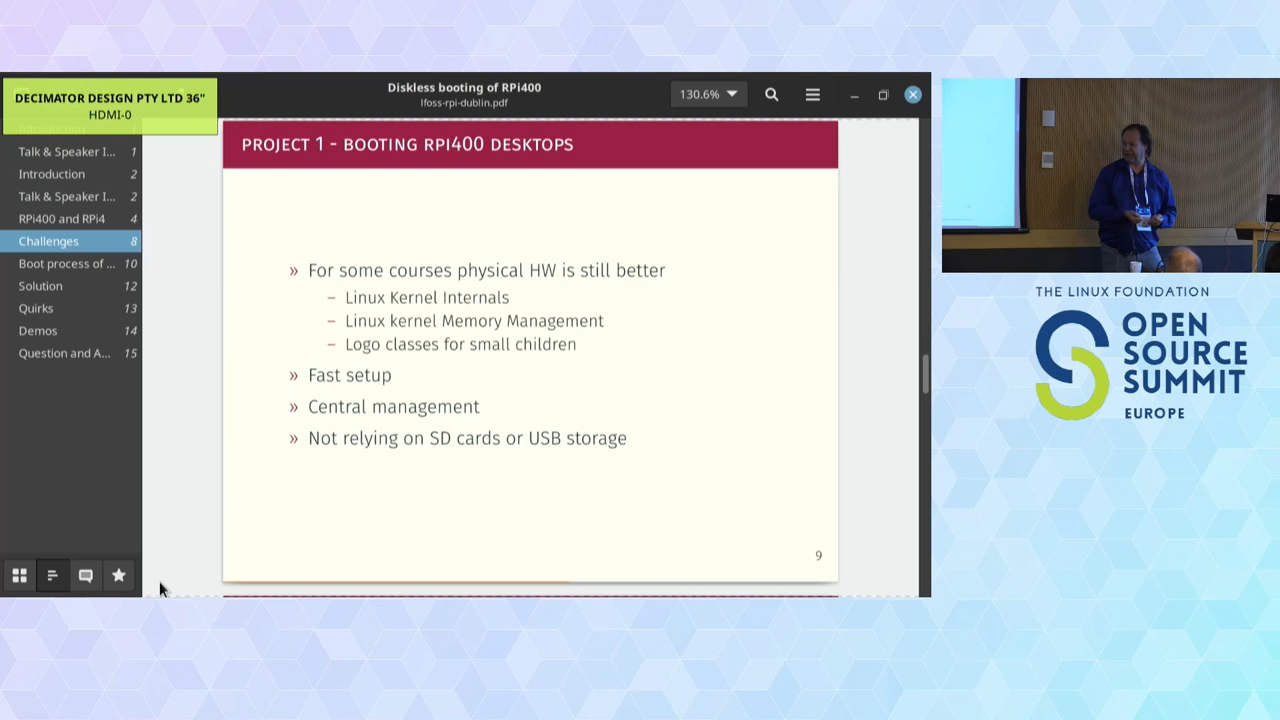 DECIMATOR DESIGN PTY LTD 36"
HDMI-0
Diskless booting of RPi400
lfoss-rpi-dublin.pdf
130.6%
Introduction 1
Talk & Speaker I... 1
Introduction 2
Talk & Speaker I... 2
RPi400 and RPi4 4
Challenges 8
Boot process of ... 10
Solution 12
Quirks 13
Demos 14
Question and A... 15
PROJECT 1 - BOOTING RPI400 DESKTOPS
» For some courses physical HW is still better
– Linux Kernel Internals
– Linux kernel Memory Management
– Logo classes for small children
» Fast setup
» Central management
» Not relying on SD cards or USB storage
9
THE LINUX FOUNDATION
OPEN
SOURCE
SUMMIT
EUROPE